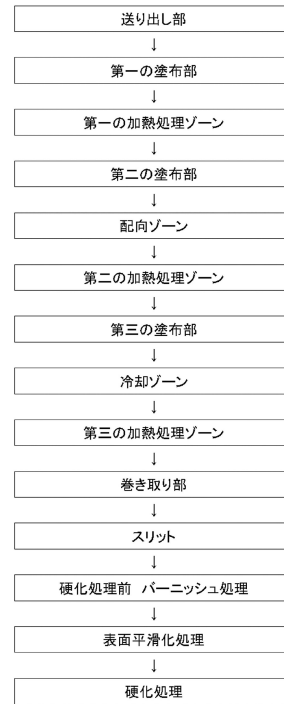 送り出し部
↓
第一の塗布部
↓
第一の加熱処理ゾーン
↓
第二の塗布部
↓
配向ゾーン
↓
第二の加熱処理ゾーン
↓
第三の塗布部
↓
冷却ゾーン
↓
第三の加熱処理ゾーン
↓
巻き取り部
↓
スリット
↓
硬化処理前 バーニッシュ処理
↓
表面平滑化処理
↓
硬化処理